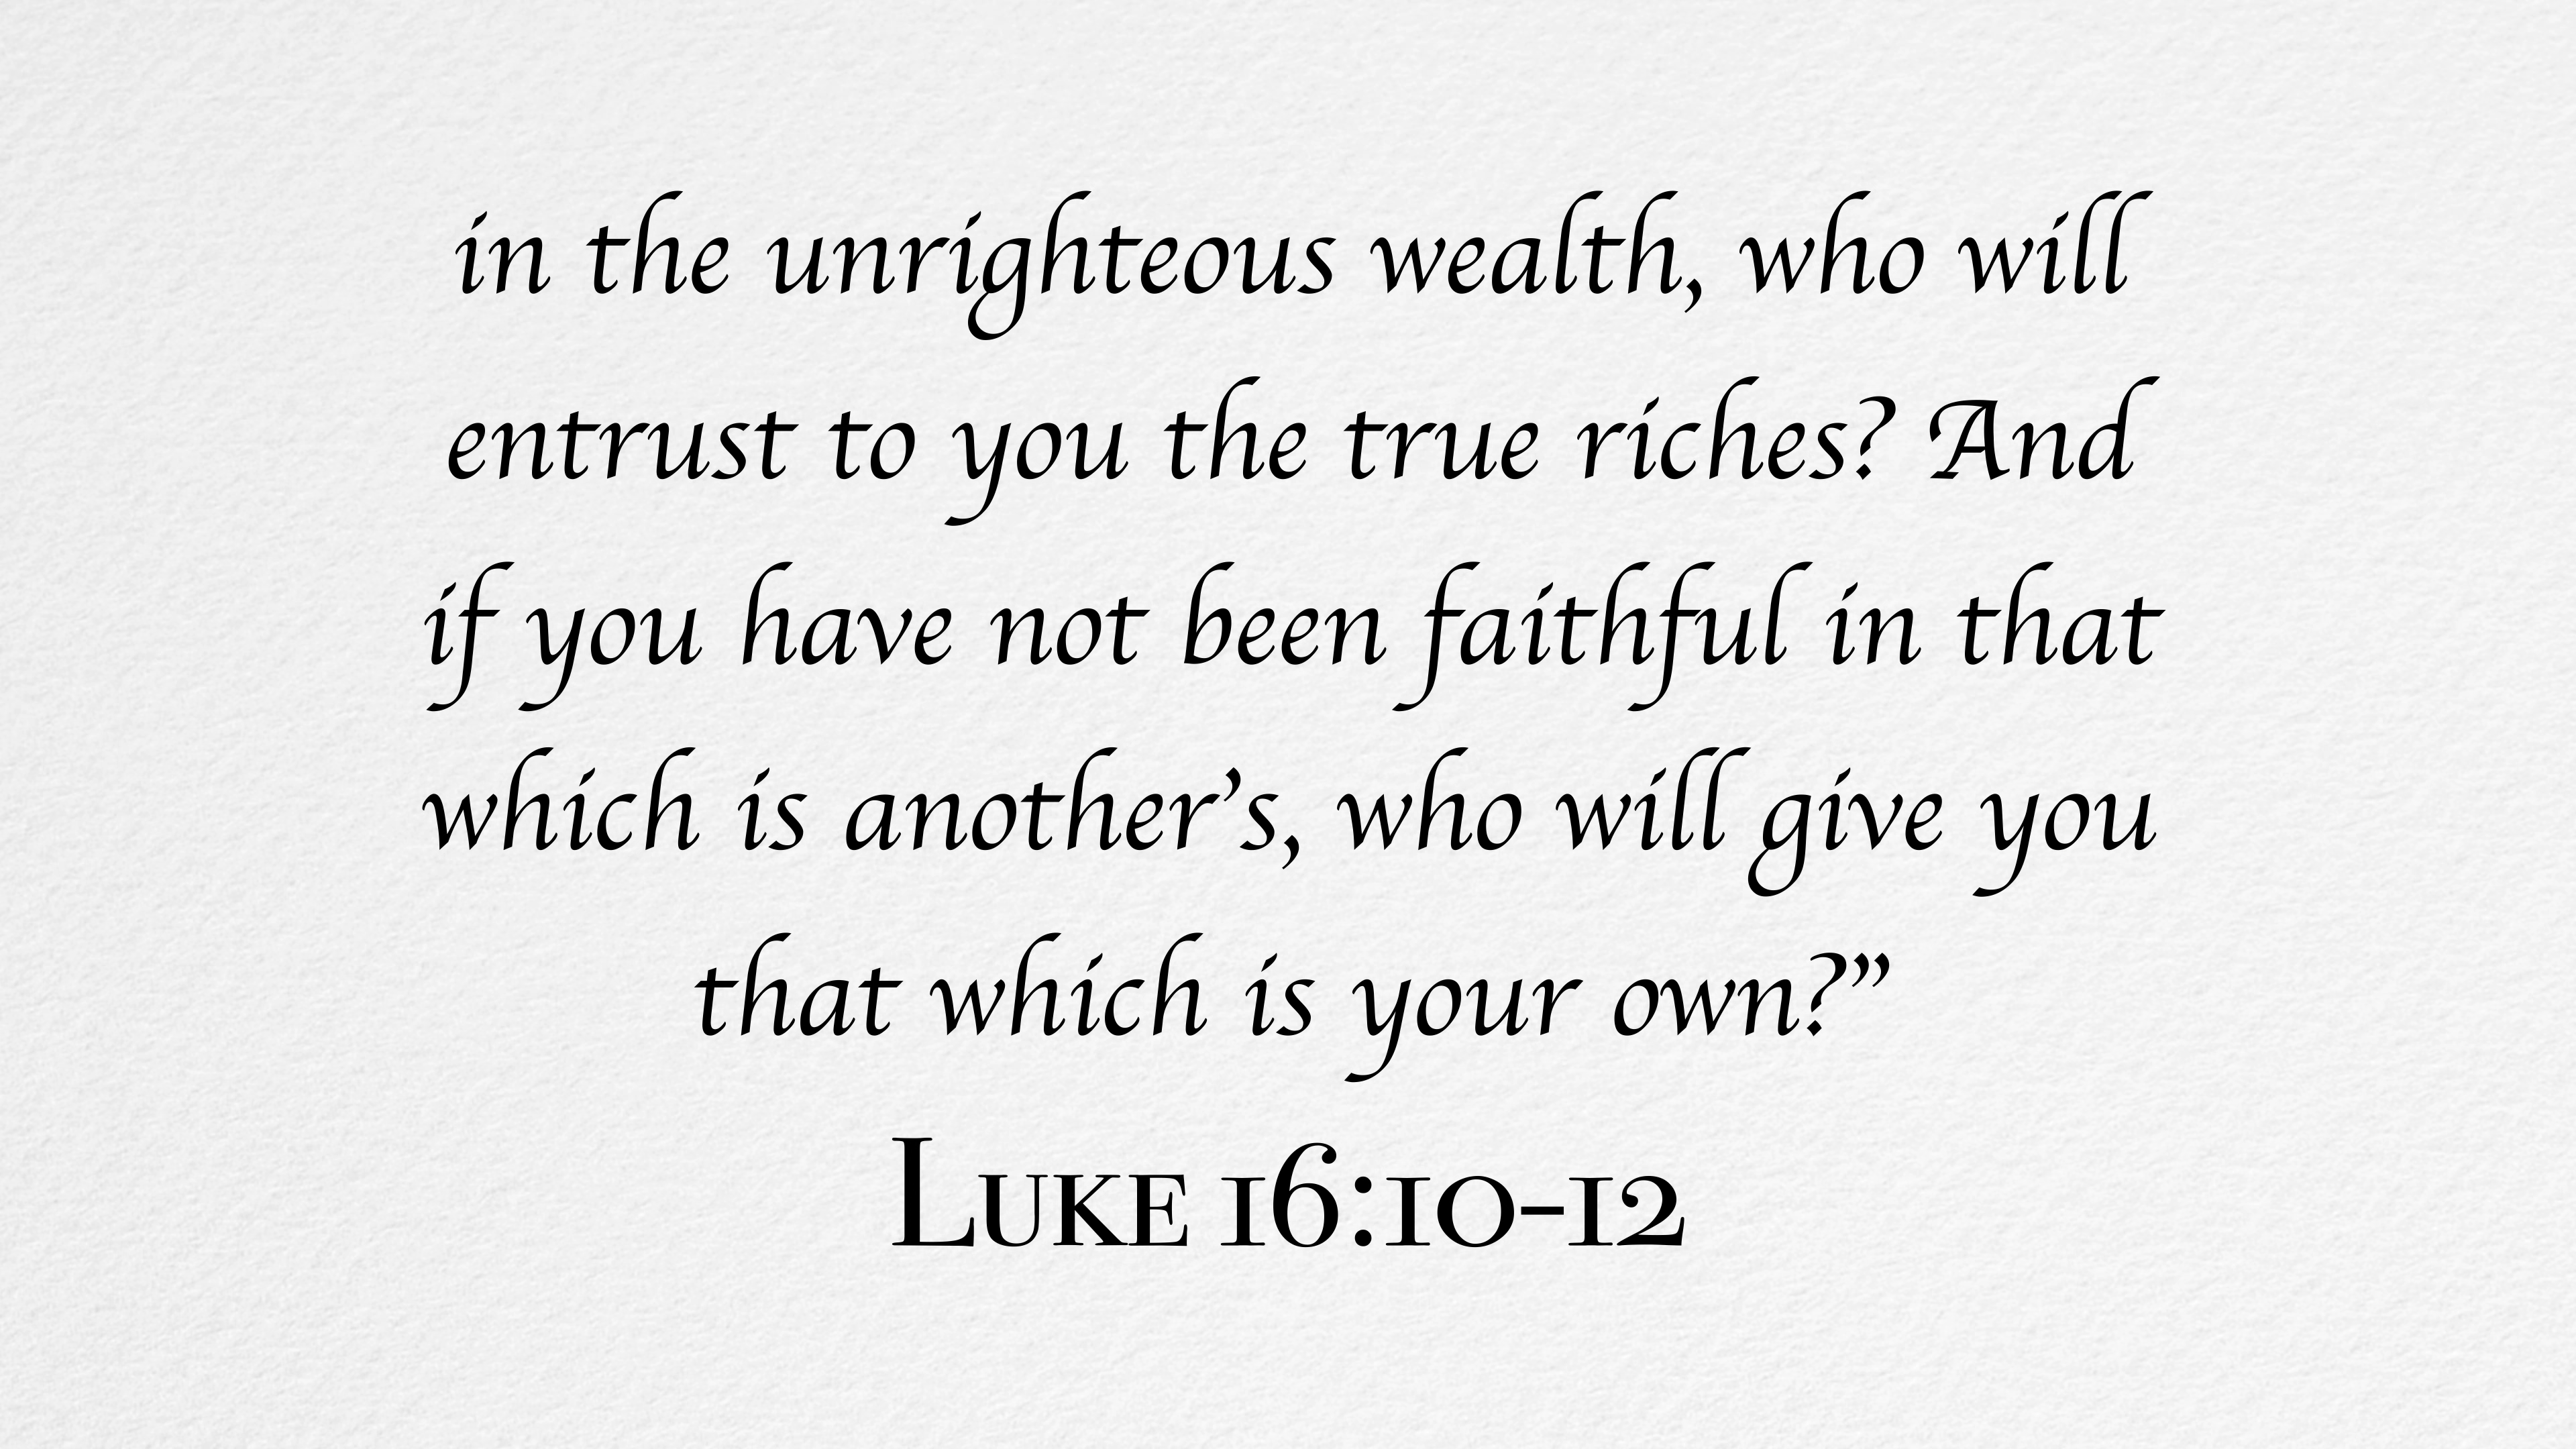 in the unrighteous wealth, who will
entrust to you the true riches? And
if you have not been faithful in that
which is another’s, who will give you
that which is your own?”
Luke 16:10-12